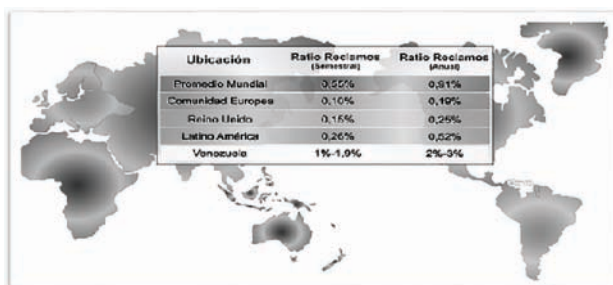 Ubicación Ratio Reclamos (Semestral) Ratio Reclamos (Anual)
Promedio Mundial 0,55% 0,91%
Comunidad Europea 0,10% 0,19%
Reino Unido 0,15% 0,25%
Latino América 0,26% 0,52%
Venezuela 1%-1,9% 2%-3%